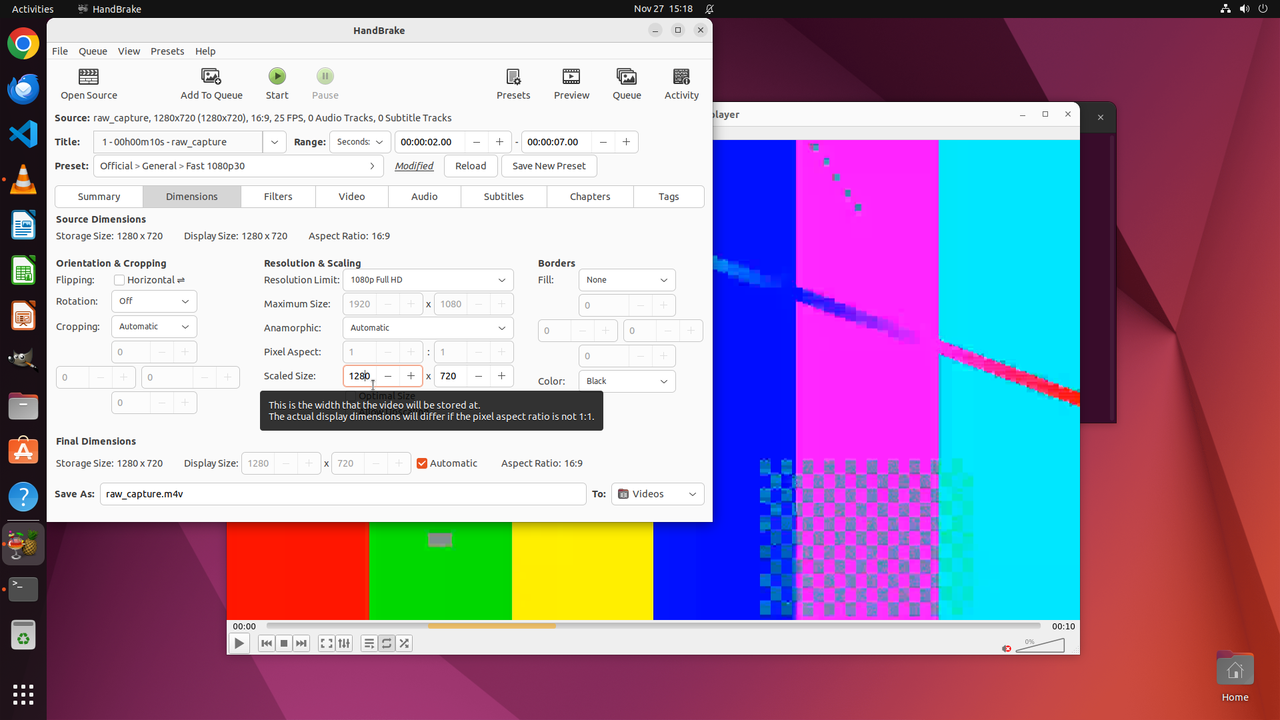 Activities HandBrake Nov 27 15:18
HandBrake
File Queue View Presets Help
Open Source Add To Queue Start Pause Presets Preview Queue Activity
Source: raw_capture, 1280x720 (1280x720), 16:9, 25 FPS, 0 Audio Tracks, 0 Subtitle Tracks
Title: 1 - 00h00m10s - raw_capture Range: Seconds: 00:00:02.00 - 00:00:07.00
Preset: Official > General > Fast 1080p30 Modified Reload Save New Preset
Summary Dimensions Filters Video Audio Subtitles Chapters Tags
Source Dimensions
Storage Size: 1280 x 720 Display Size: 1280 x 720 Aspect Ratio: 16:9
Orientation & Cropping Resolution & Scaling Borders
Flipping: Horizontal Resolution Limit: 1080p Full HD Fill: None
Rotation: Off Maximum Size: 1920 x 1080 0
Cropping: Automatic Anamorphic: Automatic 0 0
0 Pixel Aspect: 1 : 1 0
0 0 Scaled Size: 1280 x 720 Color: Black
0 Optimal Size
This is the width that the video will be stored at.
The actual display dimensions will differ if the pixel aspect ratio is not 1:1.
Final Dimensions
Storage Size: 1280 x 720 Display Size: 1280 x 720 Automatic Aspect Ratio: 16:9
Save As: raw_capture.m4v To: Videos
00:00 00:10
0%
Home